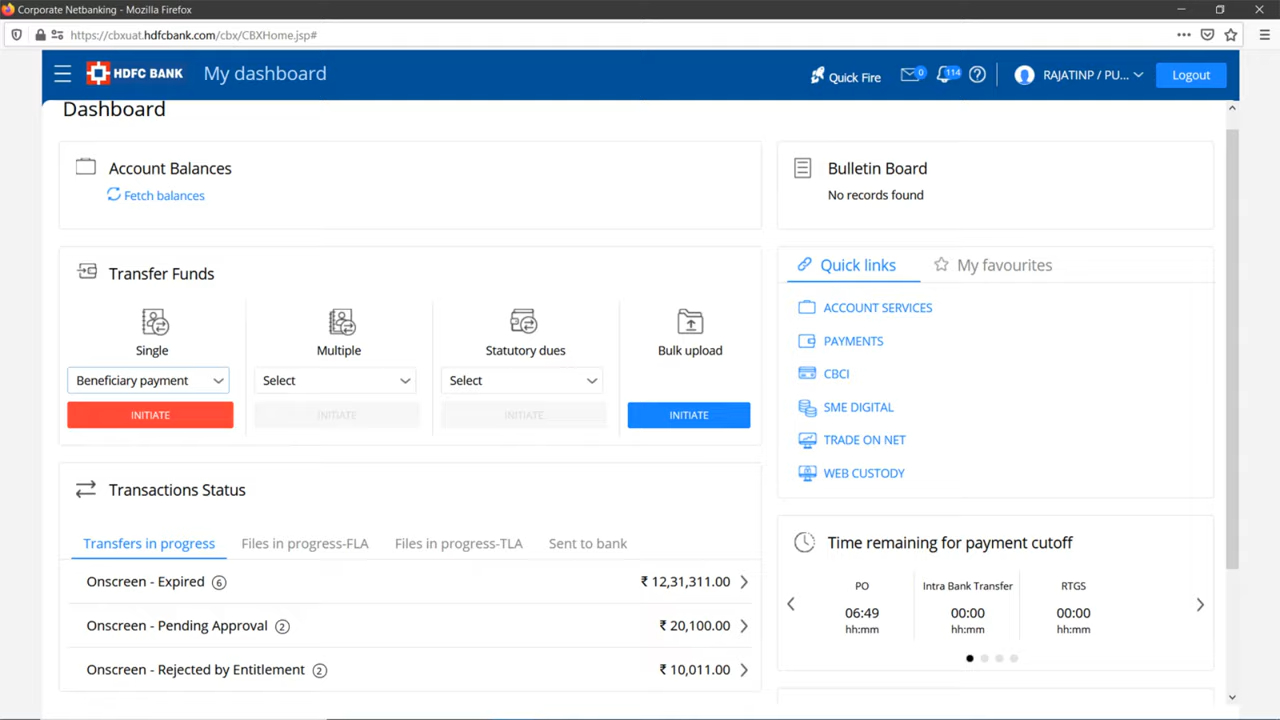 Corporate Netbanking - Mozilla Firefox
https://cbxuat.hdfcbank.com/cbx/CBXHome.jsp#
HDFC BANK
My dashboard
Quick Fire
0
114
RAJATINP / PU...
Logout
Dashboard
Account Balances
Fetch balances
Bulletin Board
No records found
Transfer Funds
Single
Multiple
Statutory dues
Bulk upload
Beneficiary payment
Select
Select
INITIATE
INITIATE
INITIATE
INITIATE
Quick links
My favourites
ACCOUNT SERVICES
PAYMENTS
CBCI
SME DIGITAL
TRADE ON NET
WEB CUSTODY
Transactions Status
Transfers in progress
Files in progress-FLA
Files in progress-TLA
Sent to bank
Onscreen - Expired 6 ₹ 12,31,311.00
Onscreen - Pending Approval 2 ₹ 20,100.00
Onscreen - Rejected by Entitlement 2 ₹ 10,011.00
Time remaining for payment cutoff
PO Intra Bank Transfer RTGS
06:49 00:00 00:00
hh:mm hh:mm hh:mm